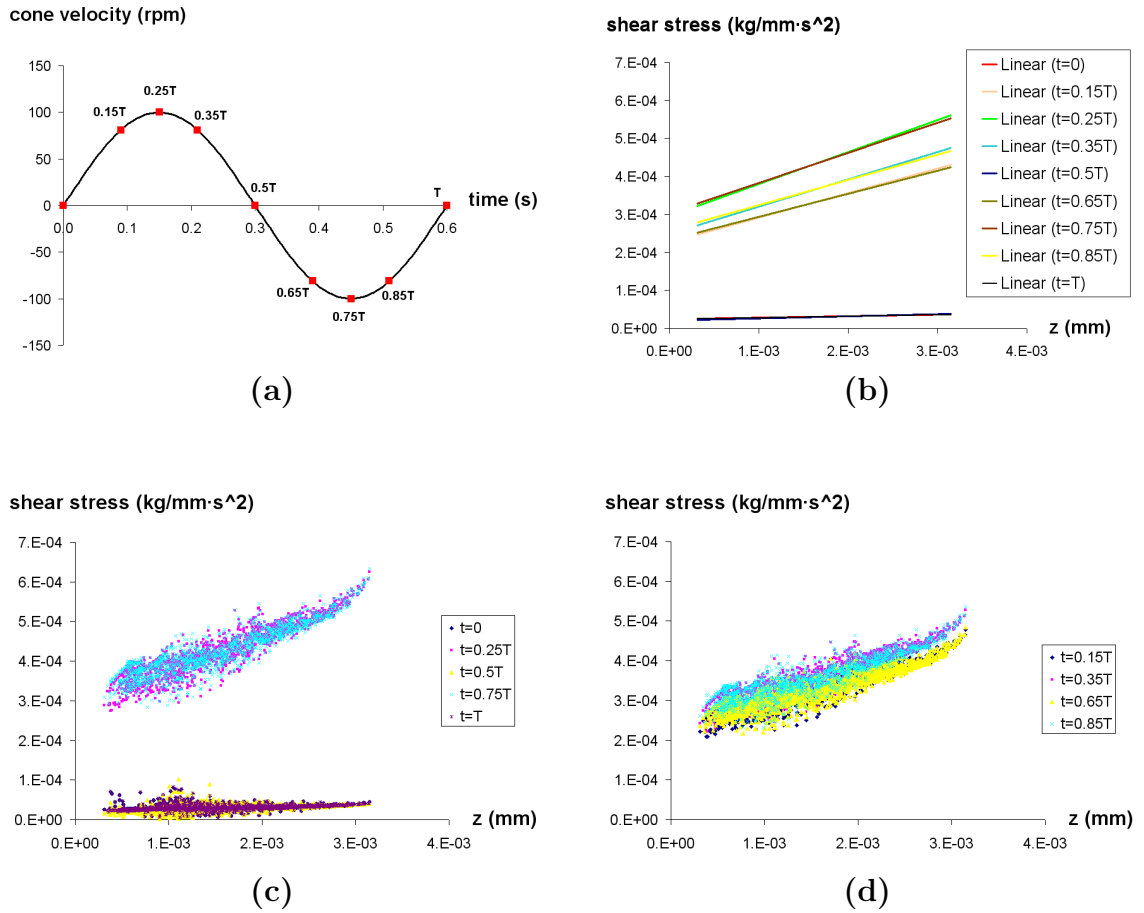 cone velocity (rpm)
150
100
50
0
-50
-100
-150
0.0
0.1
0.2
0.3
0.4
0.5
0.6
0.15T
0.25T
0.35T
0.5T
0.65T
0.75T
0.85T
T
time (s)
(a)
shear stress (kg/mm·s^2)
7.E-04
6.E-04
5.E-04
4.E-04
3.E-04
2.E-04
1.E-04
0.E+00
0.E+00
1.E-03
2.E-03
3.E-03
4.E-03
z (mm)
Linear (t=0)
Linear (t=0.15T)
Linear (t=0.25T)
Linear (t=0.35T)
Linear (t=0.5T)
Linear (t=0.65T)
Linear (t=0.75T)
Linear (t=0.85T)
Linear (t=T)
(b)
shear stress (kg/mm·s^2)
7.E-04
6.E-04
5.E-04
4.E-04
3.E-04
2.E-04
1.E-04
0.E+00
0.E+00
1.E-03
2.E-03
3.E-03
4.E-03
z (mm)
t=0
t=0.25T
t=0.5T
t=0.75T
t=T
(c)
shear stress (kg/mm·s^2)
7.E-04
6.E-04
5.E-04
4.E-04
3.E-04
2.E-04
1.E-04
0.E+00
0.E+00
1.E-03
2.E-03
3.E-03
4.E-03
z (mm)
t=0.15T
t=0.35T
t=0.65T
t=0.85T
(d)